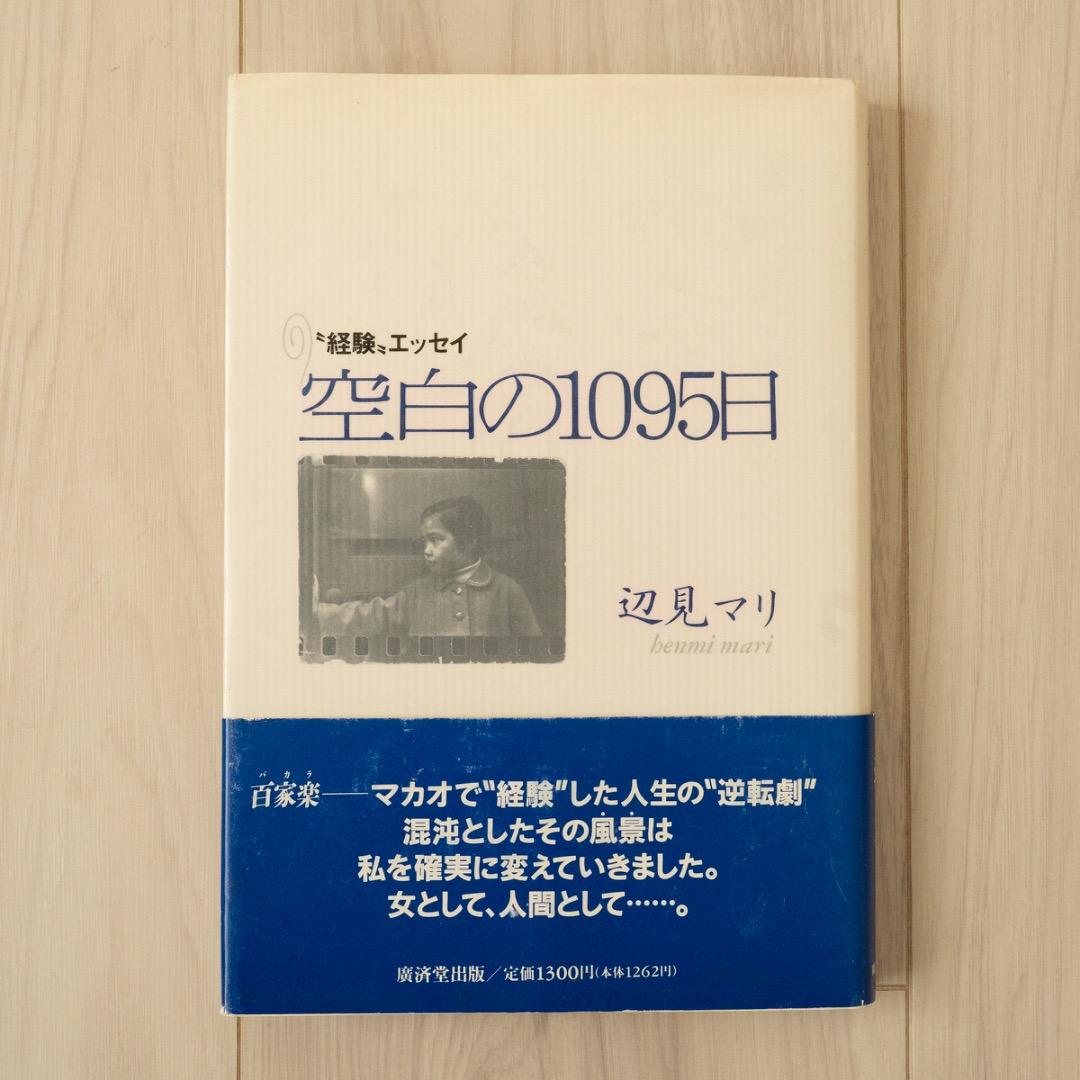 〝経験〟エッセイ
空白の1095日
辺見マリ
henmi mari
バカラ
百家楽——マカオで“経験”した人生の“逆転劇”
混沌としたその風景は
私を確実に変えていきました。
女として、人間として……。
廣済堂出版/定価1300円(本体1262円)